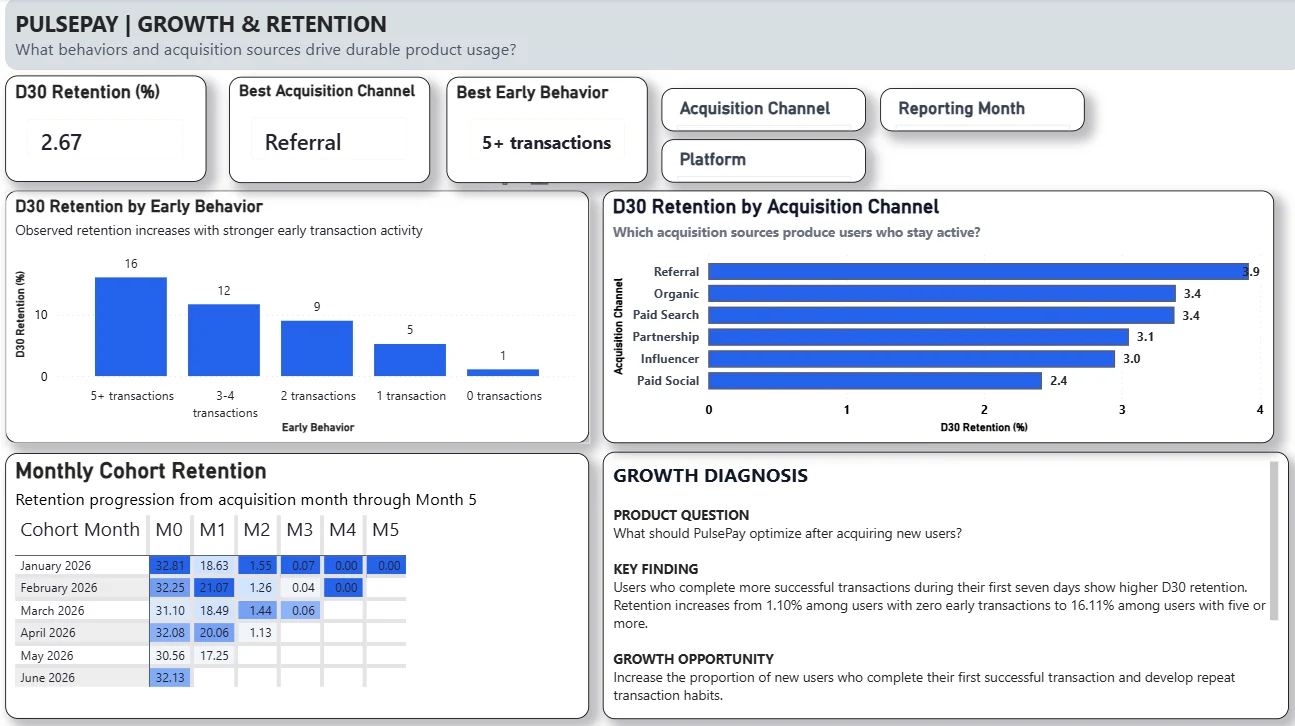 PULSEPAY | GROWTH & RETENTION
What behaviors and acquisition sources drive durable product usage?
D30 Retention (%)
2.67
Best Acquisition Channel
Referral
Best Early Behavior
5+ transactions
Acquisition Channel
Reporting Month
Platform
D30 Retention by Early Behavior
Observed retention increases with stronger early transaction activity
D30 Retention (%)
10
0
16
12
9
5
1
5+ transactions
3-4
transactions
2 transactions
1 transaction
0 transactions
Early Behavior
D30 Retention by Acquisition Channel
Which acquisition sources produce users who stay active?
Acquisition Channel
Referral 3.9
Organic 3.4
Paid Search 3.4
Partnership 3.1
Influencer 3.0
Paid Social 2.4
0 1 2 3 4
D30 Retention (%)
Monthly Cohort Retention
Retention progression from acquisition month through Month 5
Cohort Month M0 M1 M2 M3 M4 M5
January 2026 32.81 18.63 1.55 0.07 0.00 0.00
February 2026 32.25 21.07 1.26 0.04 0.00
March 2026 31.10 18.49 1.44 0.06
April 2026 32.08 20.06 1.13
May 2026 30.56 17.25
June 2026 32.13
GROWTH DIAGNOSIS
PRODUCT QUESTION
What should PulsePay optimize after acquiring new users?
KEY FINDING
Users who complete more successful transactions during their first seven days show higher D30 retention.
Retention increases from 1.10% among users with zero early transactions to 16.11% among users with five or
more.
GROWTH OPPORTUNITY
Increase the proportion of new users who complete their first successful transaction and develop repeat
transaction habits.